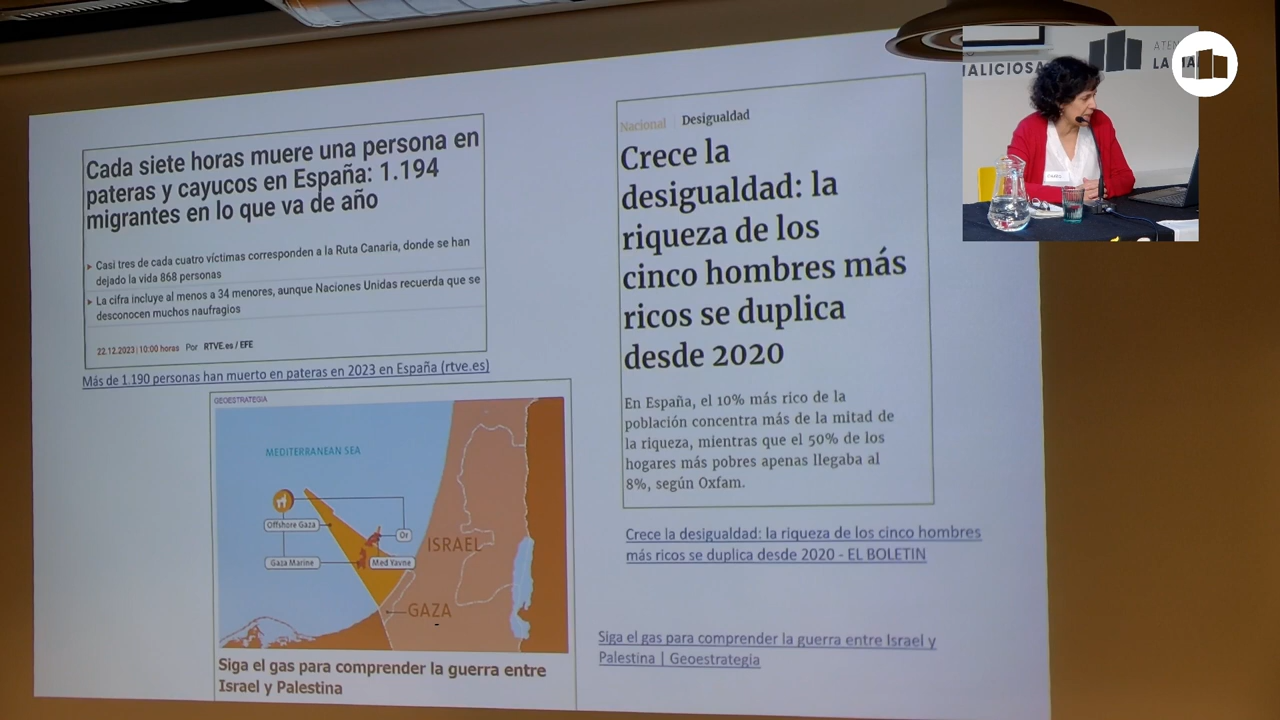 Cada siete horas muere una persona en
pateras y cayucos en España: 1.194
migrantes en lo que va de año
Casi tres de cada cuatro víctimas corresponden a la Ruta Canaria, donde se han
dejado la vida 868 personas
La cifra incluye al menos a 34 menores, aunque Naciones Unidas recuerda que se
desconocen muchos naufragios
22.12.2023 | 10:00 horas Por RTVE.es / EFE
Más de 1.190 personas han muerto en pateras en 2023 en España (rtve.es)
GEOESTRATEGIA
MEDITERRANEAN SEA
Offshore Gaza
Or
Gaza Marine
Med Yavne
ISRAEL
GAZA
Siga el gas para comprender la guerra entre
Israel y Palestina
Nacional | Desigualdad
Crece la
desigualdad: la
riqueza de los
cinco hombres más
ricos se duplica
desde 2020
En España, el 10% más rico de la
población concentra más de la mitad de
la riqueza, mientras que el 50% de los
hogares más pobres apenas llegaba al
8%, según Oxfam.
Crece la desigualdad: la riqueza de los cinco hombres
más ricos se duplica desde 2020 - EL BOLETIN
Siga el gas para comprender la guerra entre Israel y
Palestina | Geoestrategia
MALICIOSA
LA